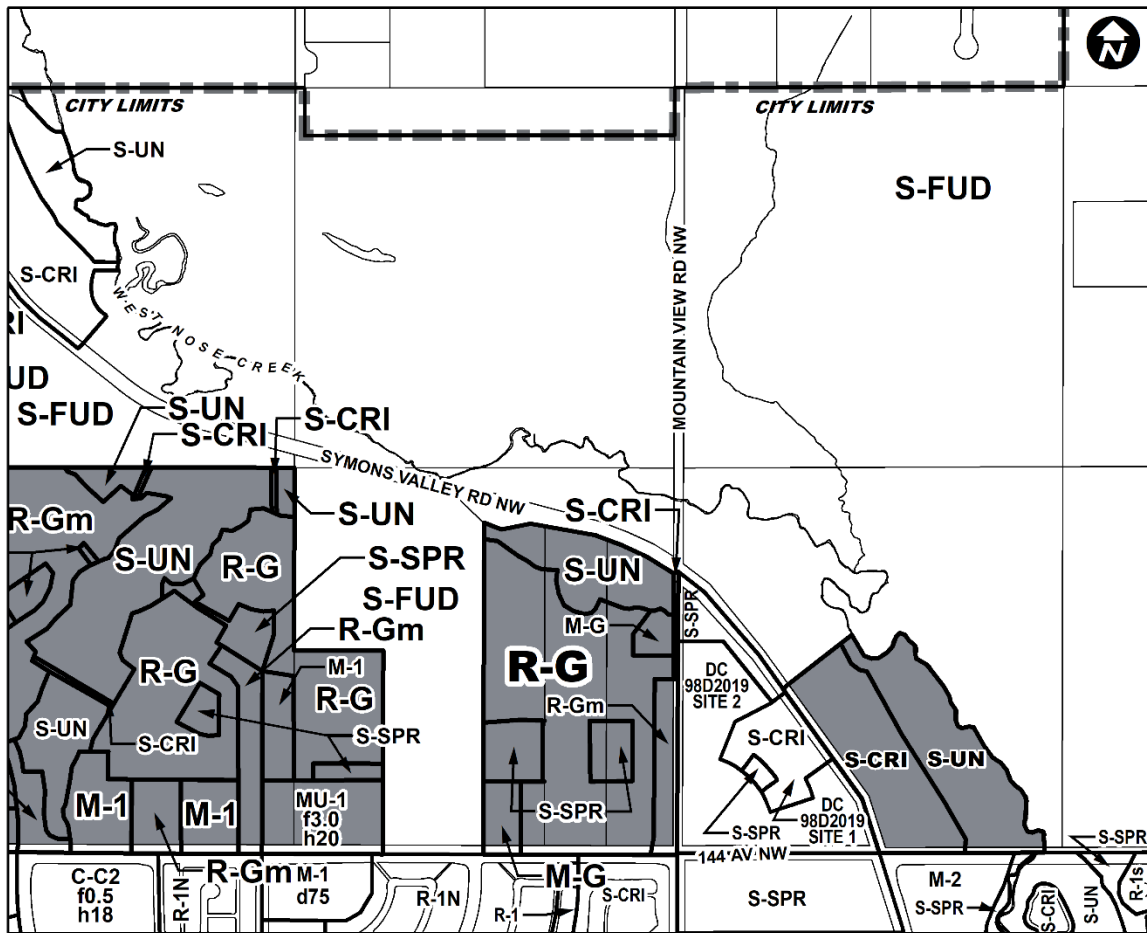 N
CITY LIMITS
CITY LIMITS
S-UN
S-FUD
S-CRI
WEST NOSE CREEK
MOUNTAIN VIEW RD NW
RI
UD
S-FUD
S-UN
S-CRI
S-CRI
SYMONS VALLEY RD NW
S-CRI
R-Gm
S-UN
S-UN
R-G
S-SPR
S-UN
S-FUD
M-G
S-SPR
R-Gm
R-G
M-1
R-G
R-G
DC
98D2019
SITE 2
R-Gm
S-UN
S-CRI
S-SPR
S-CRI
S-CRI
S-UN
M-1
M-1
MU-1
f3.0
h20
S-SPR
S-SPR
DC
98D2019
SITE 1
144 AV NW
S-SPR
R-Gm
M-G
C-C2
f0.5
h18
R-1N
M-1
d75
R-1N
R-1
S-CRI
S-SPR
M-2
S-SPR
S-CRI
S-UN
R-1s